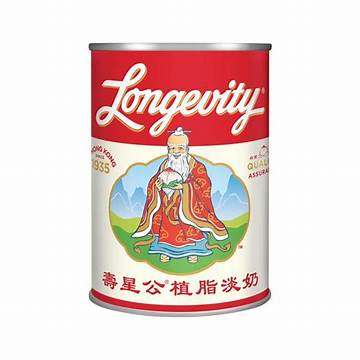 Longevity®
HONG KONG
SINCE
1935
QUALITY
ASSURANCE
壽星公®植脂淡奶
™